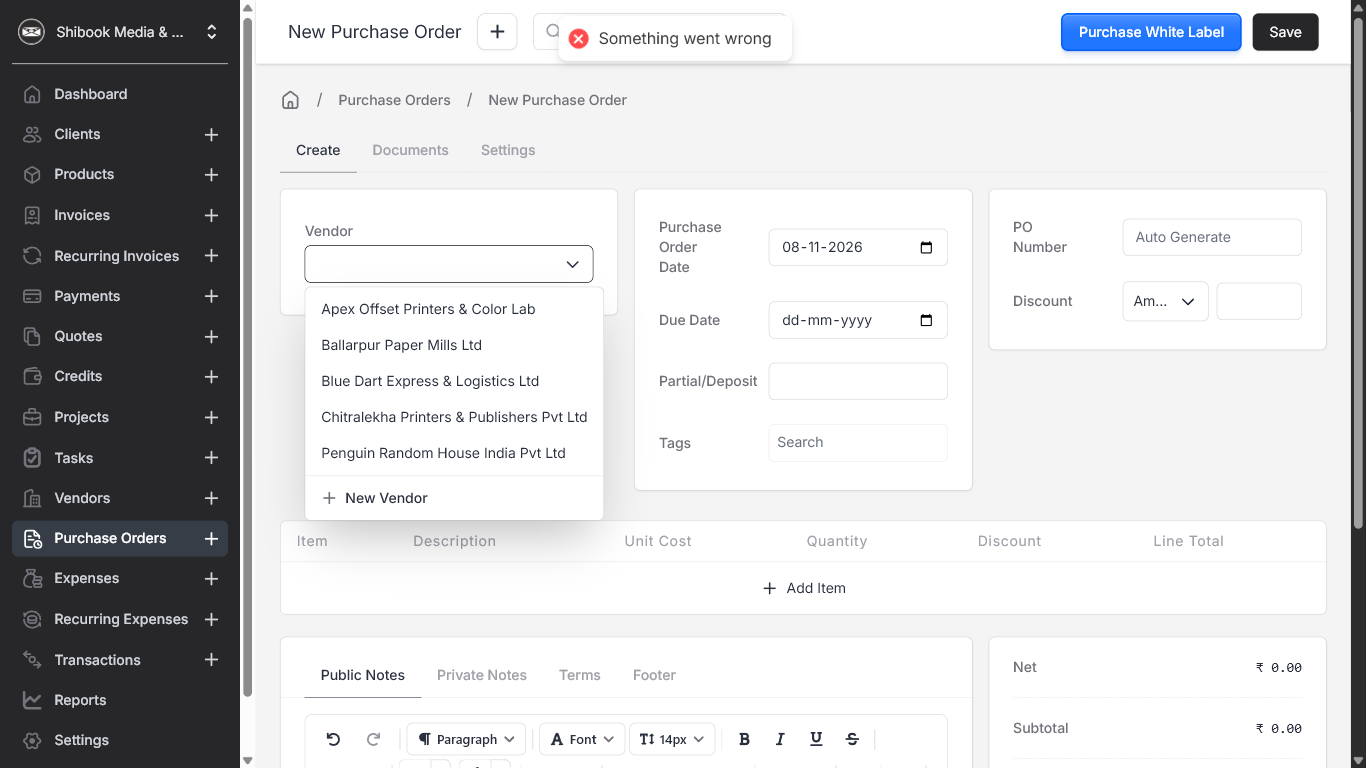 Shibook Media & ...
New Purchase Order
Something went wrong
Purchase White Label
Save
Dashboard
Clients
Products
Invoices
Recurring Invoices
Payments
Quotes
Credits
Projects
Tasks
Vendors
Purchase Orders
Expenses
Recurring Expenses
Transactions
Reports
Settings
/ Purchase Orders / New Purchase Order
Create Documents Settings
Vendor
Apex Offset Printers & Color Lab
Ballarpur Paper Mills Ltd
Blue Dart Express & Logistics Ltd
Chitralekha Printers & Publishers Pvt Ltd
Penguin Random House India Pvt Ltd
New Vendor
Purchase
Order
Date
08-11-2026
Due Date dd-mm-yyyy
Partial/Deposit
Tags Search
PO
Number
Auto Generate
Discount Am...
Item Description Unit Cost Quantity Discount Line Total
Add Item
Public Notes Private Notes Terms Footer
Paragraph Font 14px B I U S
Net ₹ 0.00
Subtotal ₹ 0.00